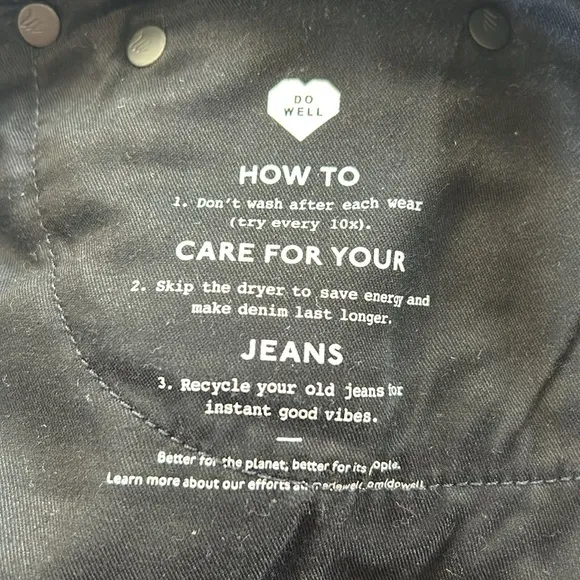 DO
WELL
HOW TO
1. Don't wash after each wear
(try every 10x).
CARE FOR YOUR
2. Skip the dryer to save energy and
make denim last longer.
JEANS
3. Recycle your old jeans for
instant good vibes.
Better for the planet, better for its
Learn more about our efforts at